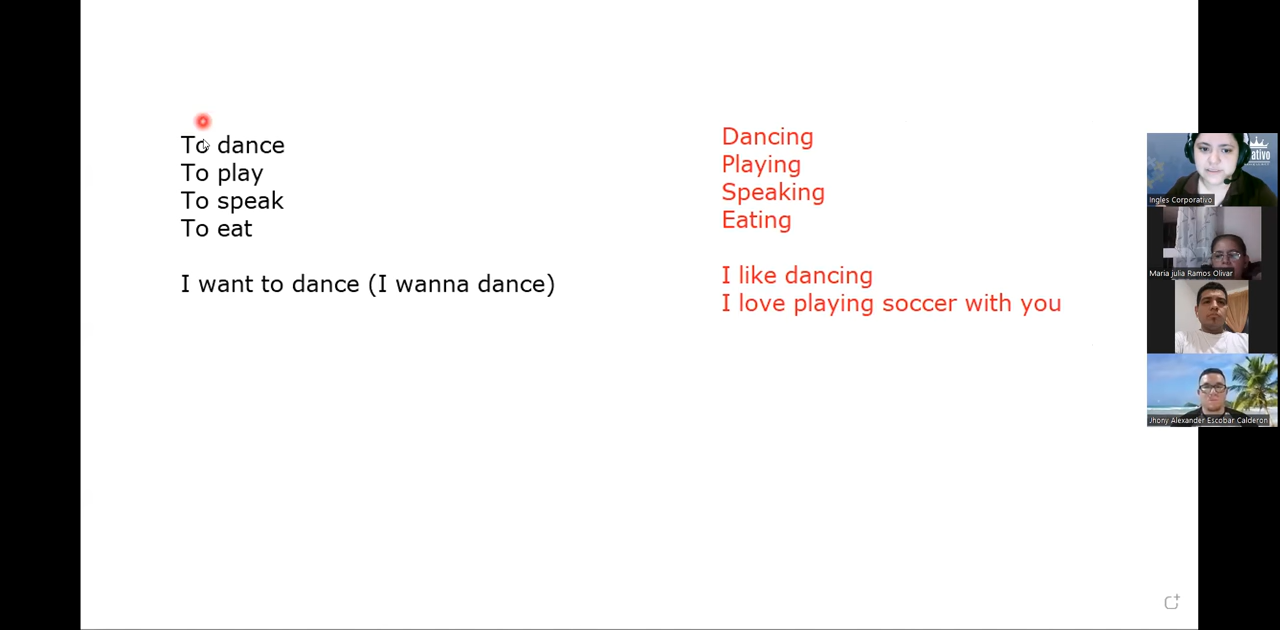 To dance
To play
To speak
To eat
I want to dance (I wanna dance)
Dancing
Playing
Speaking
Eating
I like dancing
I love playing soccer with you
ativo
Ingles Corporativo
Maria julia Ramos Olivar
Jhony Alexander Escobar Calderon